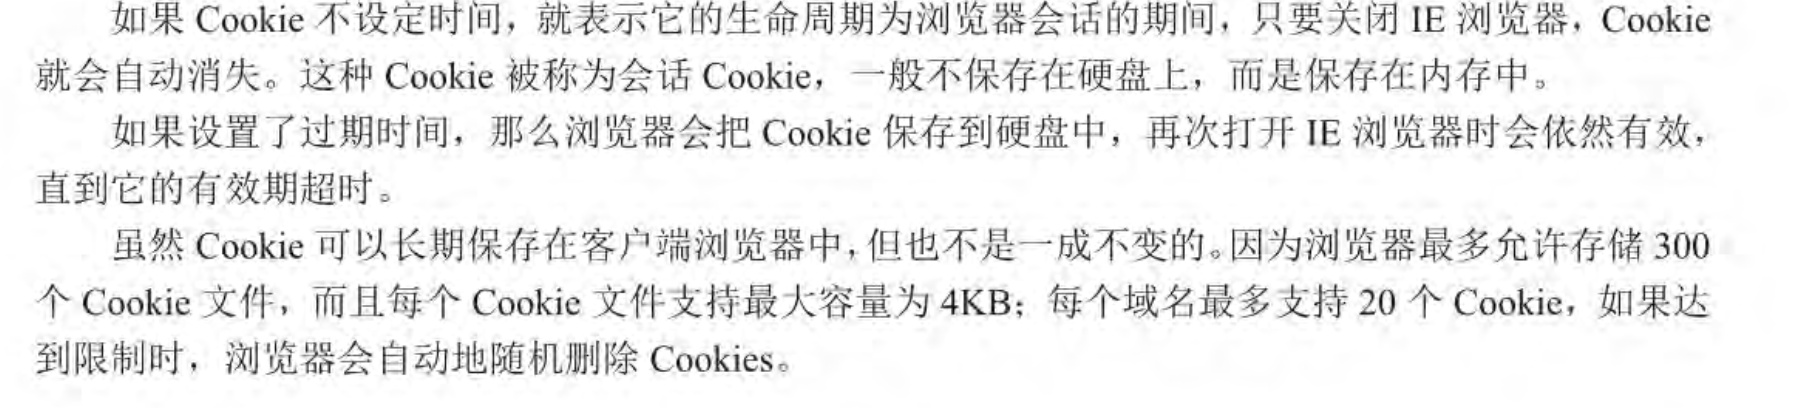 如果 Cookie 不设定时间，就表示它的生命周期为浏览器会话的期间，只要关闭 IE 浏览器，Cookie
就会自动消失。这种 Cookie 被称为会话 Cookie，一般不保存在硬盘上，而是保存在内存中。
如果设置了过期时间，那么浏览器会把 Cookie 保存到硬盘中，再次打开 IE 浏览器时会依然有效，
直到它的有效期超时。
虽然 Cookie 可以长期保存在客户端浏览器中，但也不是一成不变的。因为浏览器最多允许存储 300
个 Cookie 文件，而且每个 Cookie 文件支持最大容量为 4KB；每个域名最多支持 20 个 Cookie，如果达
到限制时，浏览器会自动地随机删除 Cookies。